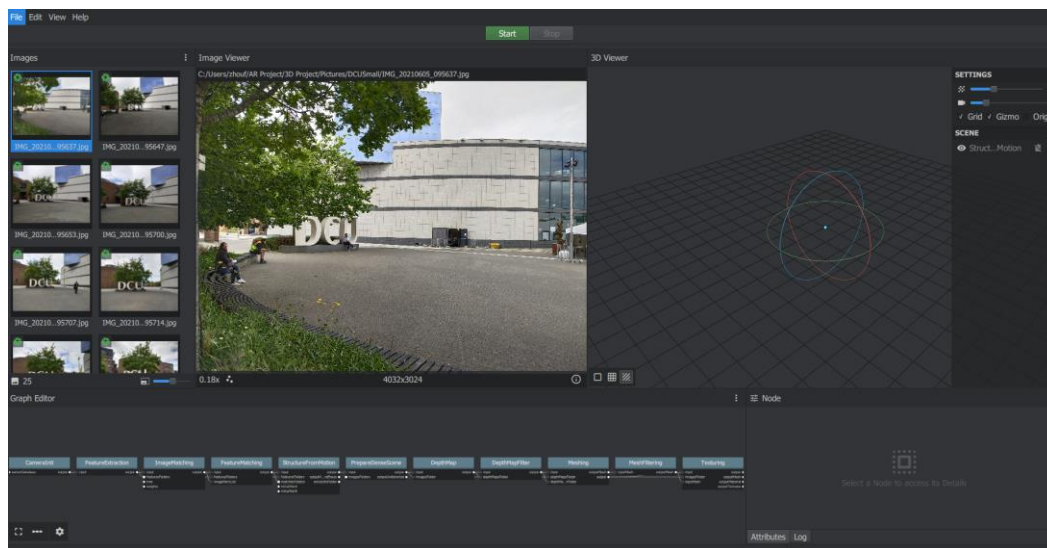 File Edit View Help
Start Stop
Images
IMG_20210...95637.jpg IMG_20210...95647.jpg
IMG_20210...95653.jpg IMG_20210...95700.jpg
IMG_20210...95707.jpg IMG_20210...95714.jpg
25
Image Viewer
C:/Users/zhouf/AR Project/3D Project/Pictures/DCUSmall/IMG_20210605_095637.jpg
DCU
0.18x 4032x3024
3D Viewer
SETTINGS
Grid Gizmo Orig
SCENE
Struct...Motion
Graph Editor
CameraInit FeatureExtraction ImageMatching FeatureMatching StructureFromMotion PrepareDenseScene DepthMap DepthMapFilter Meshing MeshFiltering Texturing
Node
Select a Node to access its Details
Attributes Log